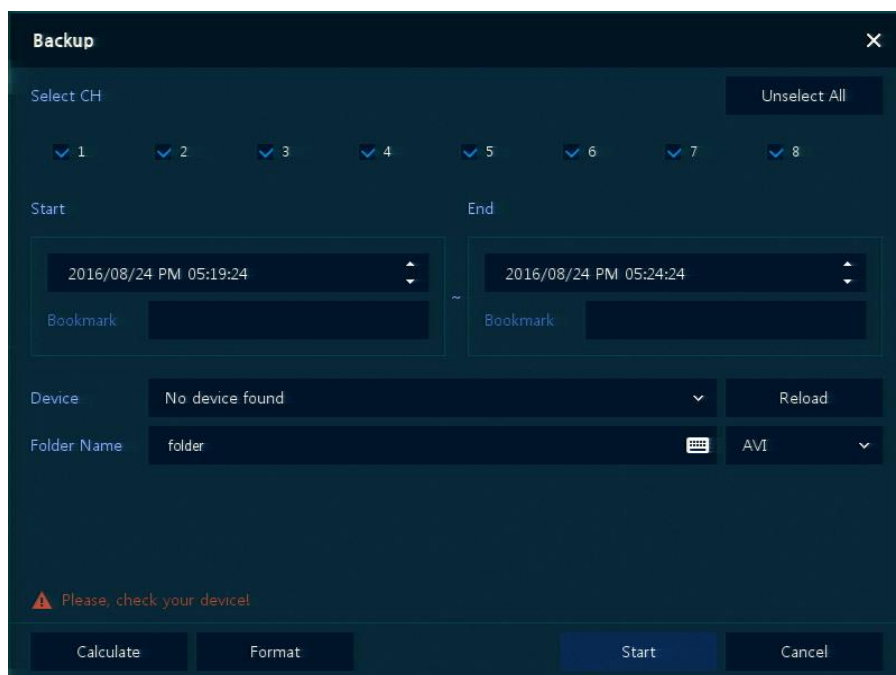 Backup
Select CH Unselect All
1 2 3 4 5 6 7 8
Start End
2016/08/24 PM 05:19:24 2016/08/24 PM 05:24:24
~
Bookmark Bookmark
Device No device found Reload
Folder Name folder AVI
Please, check your device!
Calculate Format Start Cancel